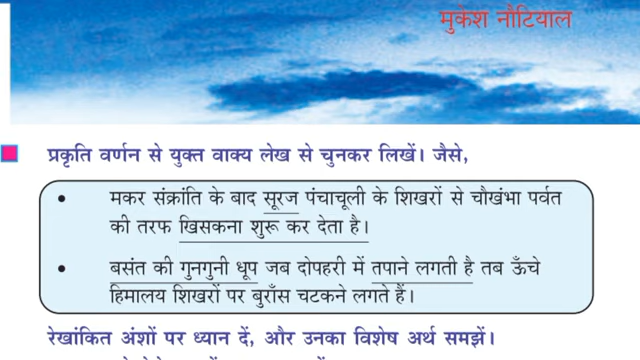 मुकेश नौटियाल
प्रकृति वर्णन से युक्त वाक्य लेख से चुनकर लिखें। जैसे,
• मकर संक्रांति के बाद सूरज पंचाचूली के शिखरों से चौखंभा पर्वत
की तरफ खिसकना शुरू कर देता है।
• बसंत की गुनगुनी धूप जब दोपहरी में तपाने लगती है तब ऊँचे
हिमालय शिखरों पर बुराँस चटकने लगते हैं।
रेखांकित अंशों पर ध्यान दें, और उनका विशेष अर्थ समझें।